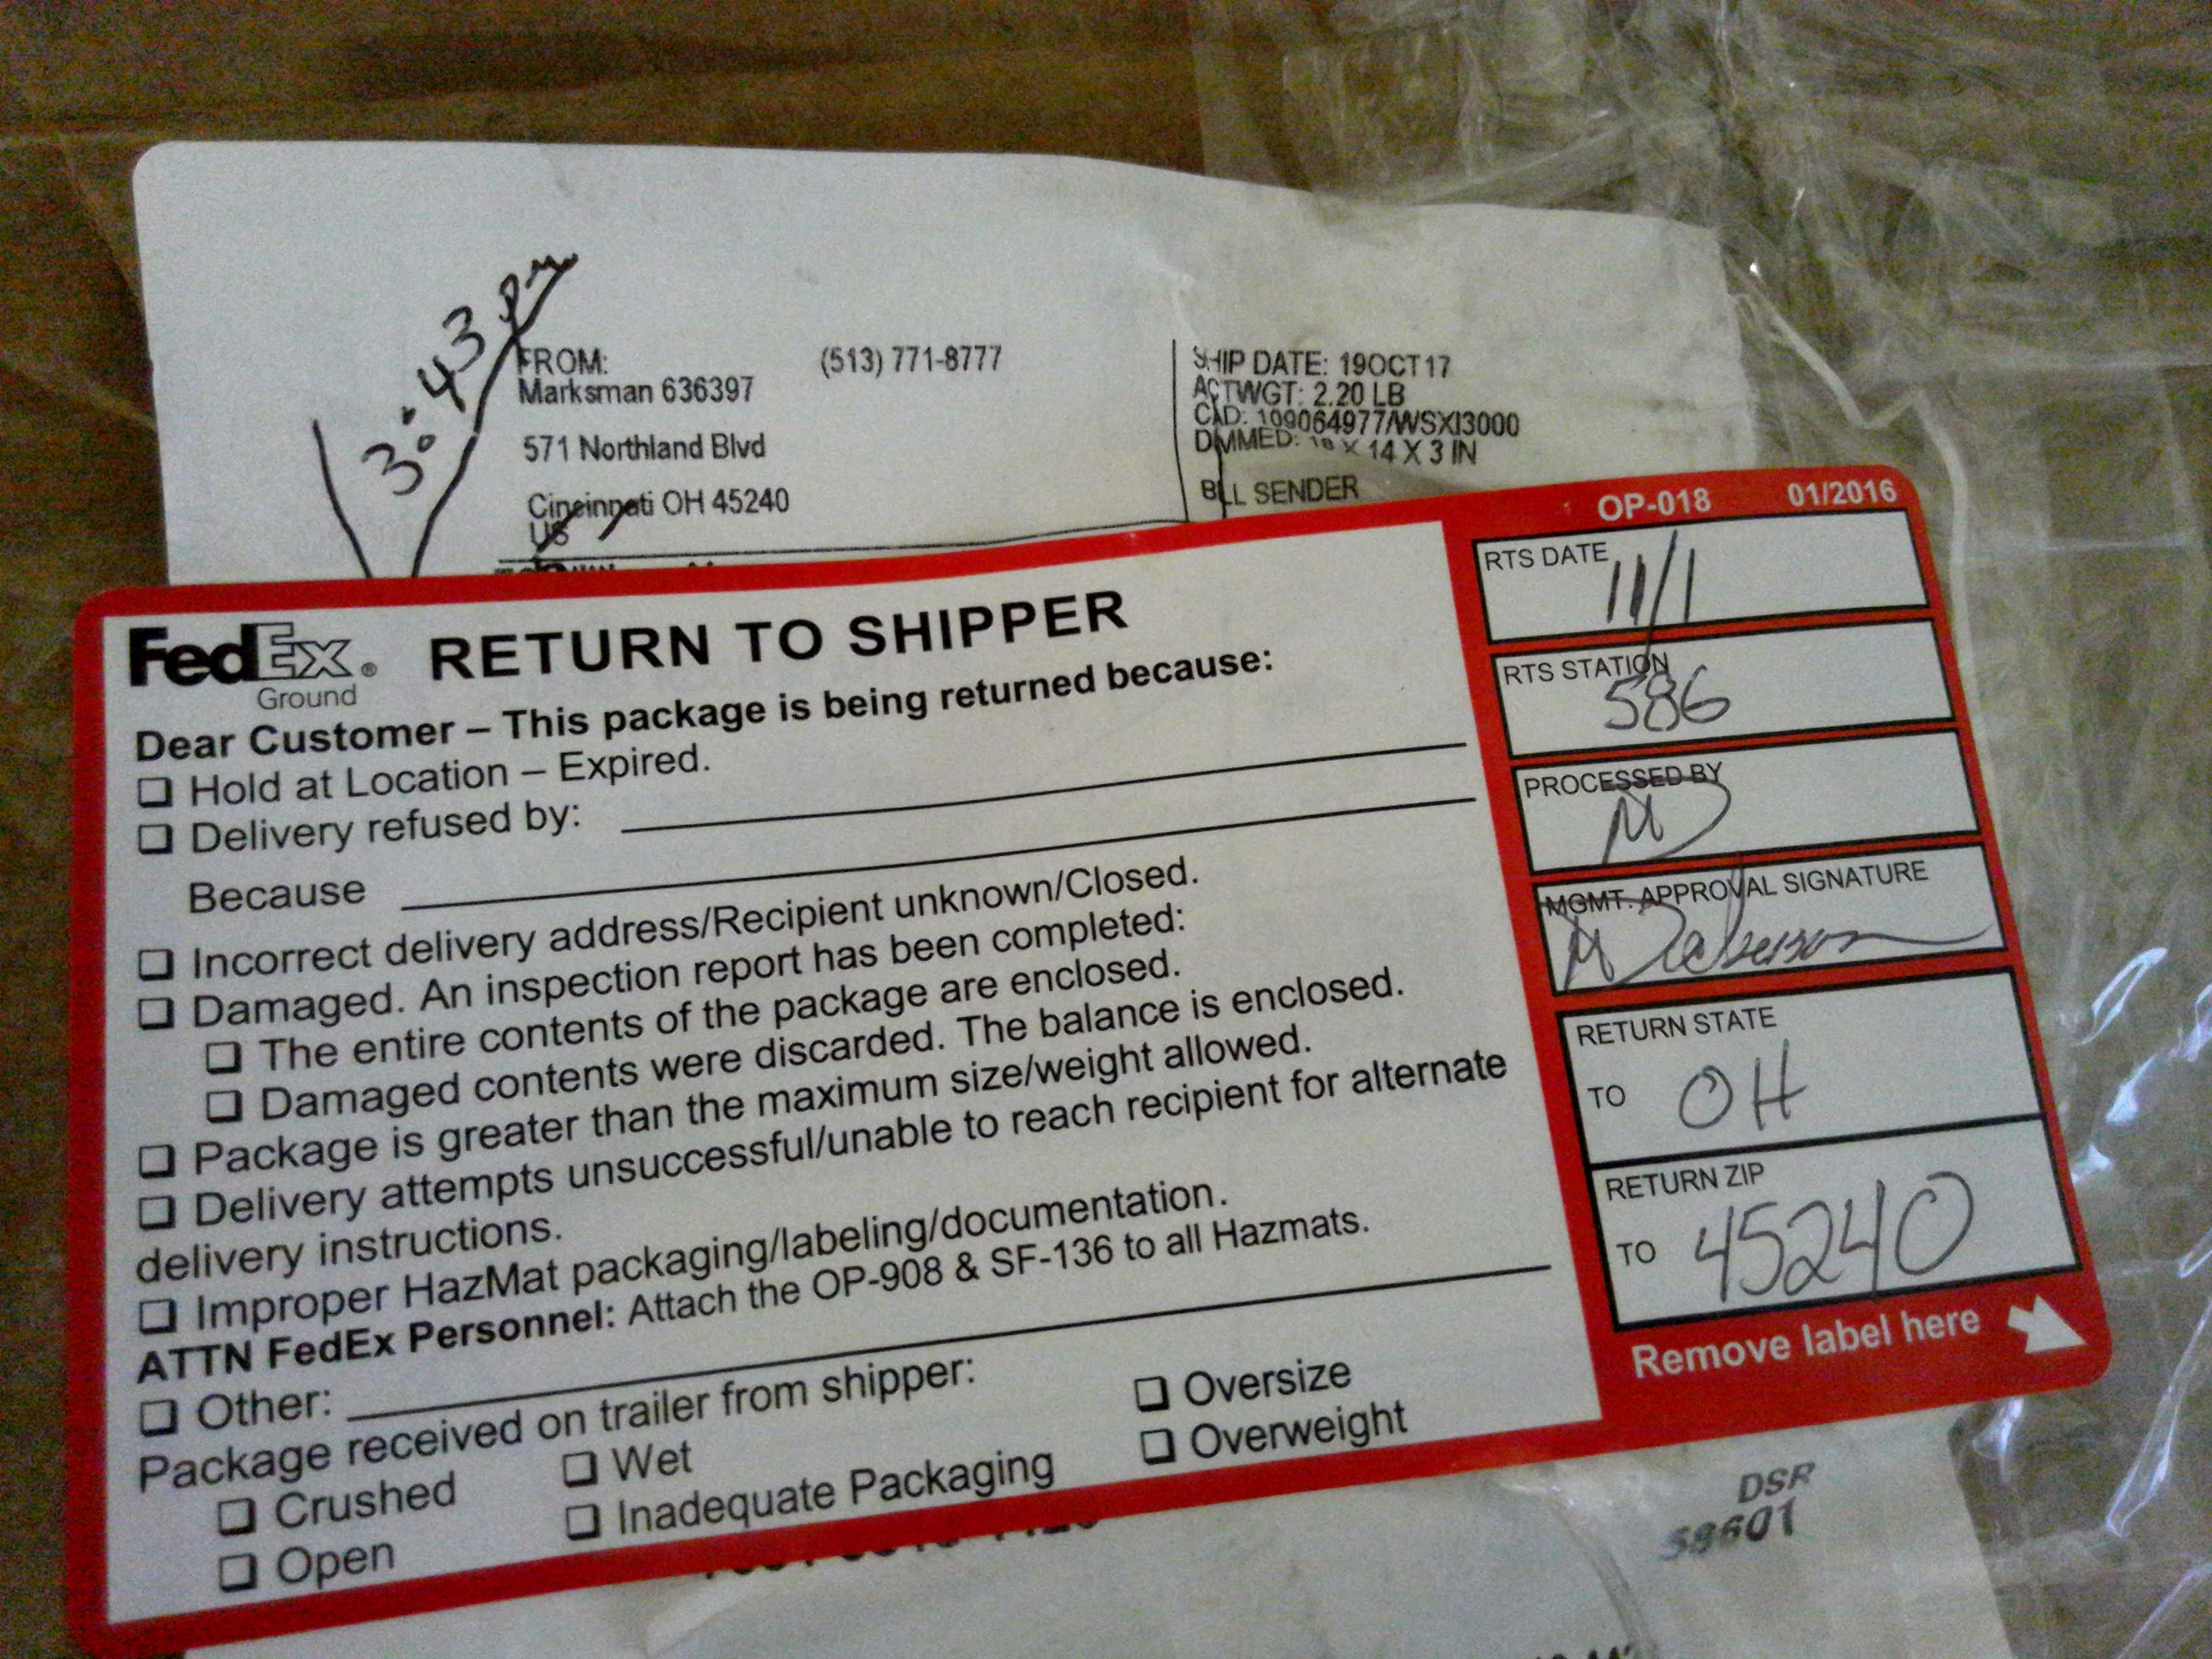 3:43 pm
FROM: (513) 771-8777
Marksman 636397
571 Northland Blvd
Cincinnati OH 45240
US
SHIP DATE: 19OCT17
ACTWGT: 2.20 LB
CAD: 109064977/WSXI3000
DIMMED: 18 X 14 X 3 IN
BILL SENDER
OP-018 01/2016
FedEx®
Ground
RETURN TO SHIPPER
Dear Customer – This package is being returned because:
❏ Hold at Location – Expired.
❏ Delivery refused by:
Because
❏ Incorrect delivery address/Recipient unknown/Closed.
❏ Damaged. An inspection report has been completed:
❏ The entire contents of the package are enclosed.
❏ Damaged contents were discarded. The balance is enclosed.
❏ Package is greater than the maximum size/weight allowed.
❏ Delivery attempts unsuccessful/unable to reach recipient for alternate
delivery instructions.
❏ Improper HazMat packaging/labeling/documentation.
ATTN FedEx Personnel: Attach the OP-908 & SF-136 to all Hazmats.
❏ Other:
Package received on trailer from shipper:
❏ Crushed
❏ Wet
❏ Oversize
❏ Open
❏ Inadequate Packaging
❏ Overweight
RTS DATE
11/1
RTS STATION
586
PROCESSED BY
MGMT. APPROVAL SIGNATURE
RETURN STATE
TO OH
RETURN ZIP
TO 45240
Remove label here
DSR
58601